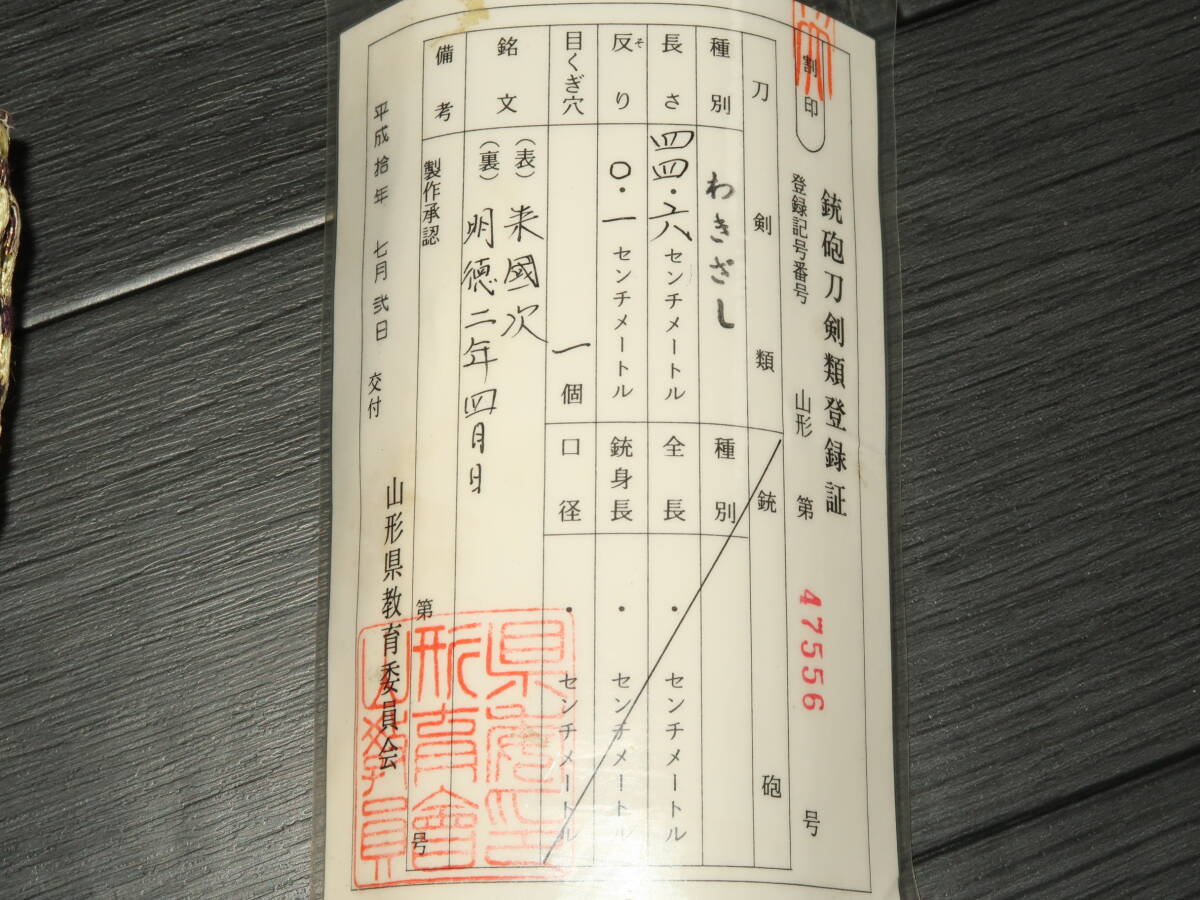 割印
銃砲刀剣類登録証
登録記号番号 山形 第 47556 号
刀剣類
種別 わきざし
長さ 四四・六センチメートル
反り 〇・一センチメートル
そ
目くぎ穴 一個
銘文 (表) 来國次
(裏) 明徳二年四月日
備考 製作承認 第 号
銃砲
種別
全長 ・ センチメートル
銃身長 ・ センチメートル
口径 ・ センチメートル
平成拾年 七月 弐日 交付
山形県教育委員会